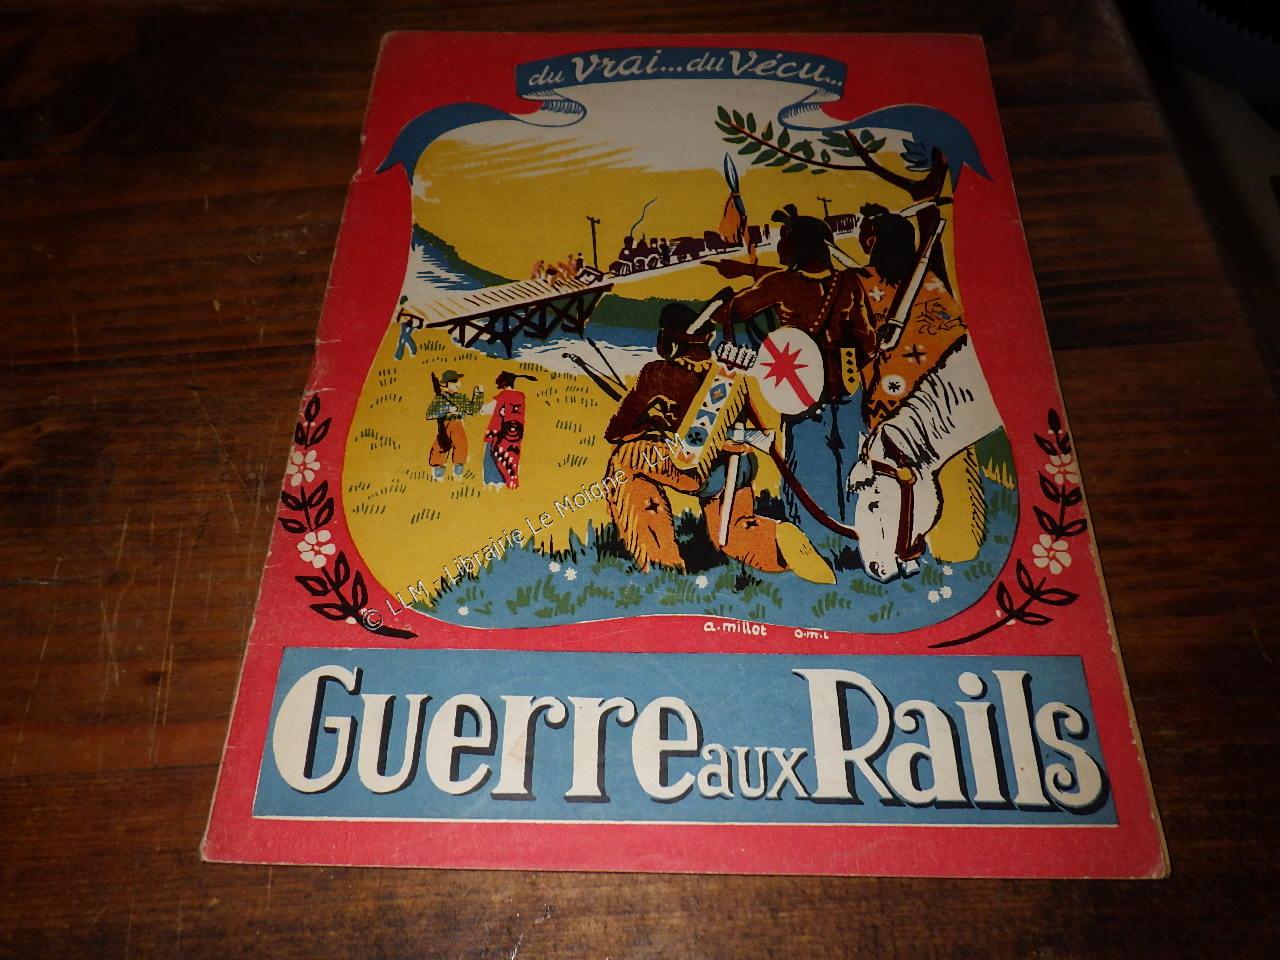 du Vrai...du Vécu...
© LLM - Librairie Le Moigne - LLM
a.millot o.m.i
Guerre aux Rails